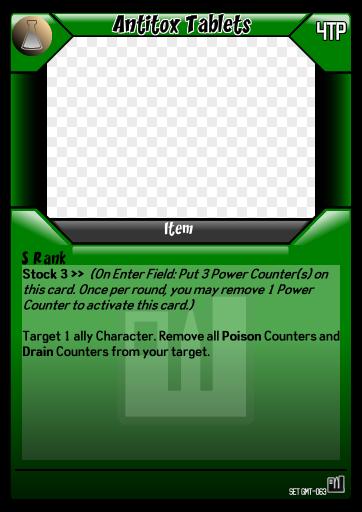 Antitox Tablets
4TP
Item
S Rank
Stock 3 >> (On Enter Field: Put 3 Power Counter(s) on
this card. Once per round, you may remove 1 Power
Counter to activate this card.)
Target 1 ally Character. Remove all Poison Counters and
Drain Counters from your target.
SET GMT-063